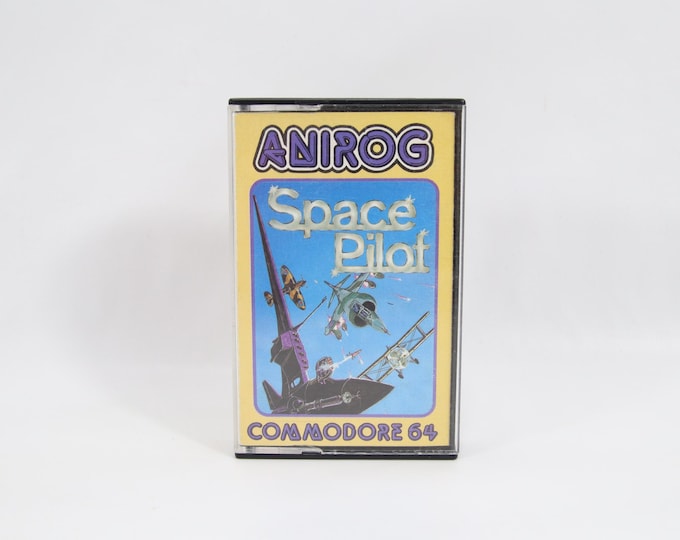 ANIROG
Space
Pilot
COMMODORE 64